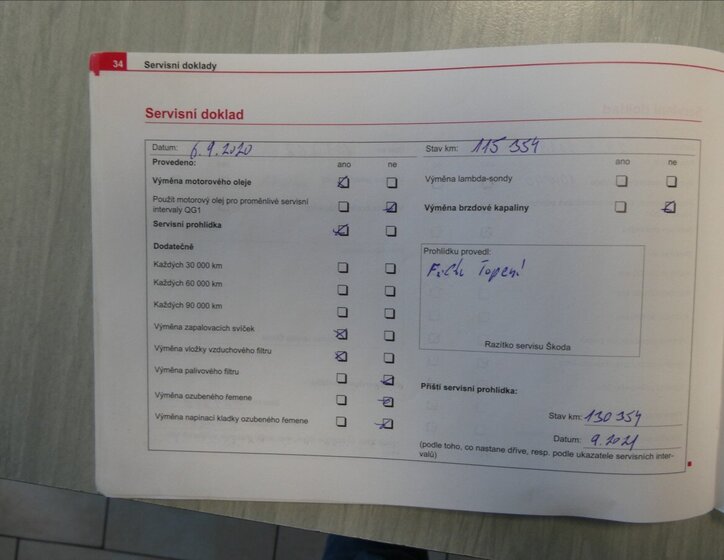 34 Servisní doklady
Servisní doklad
Datum: 6.9.2020
Stav km: 115 354
Provedeno: ano ne
ano ne
Výměna motorového oleje
Výměna lambda-sondy
Použit motorový olej pro proměnlivé servisní
intervaly QG1
Výměna brzdové kapaliny
Servisní prohlídka
Dodatečně
Každých 30 000 km
Každých 60 000 km
Každých 90 000 km
Výměna zapalovacích svíček
Výměna vložky vzduchového filtru
Výměna palivového filtru
Výměna ozubeného řemene
Výměna napínací kladky ozubeného řemene
Prohlídku provedl:
Topení
Razítko servisu Škoda
Příští servisní prohlídka:
Stav km: 130 354
Datum: 9.2021
(podle toho, co nastane dříve, resp. podle ukazatele servisních inter-
valů)